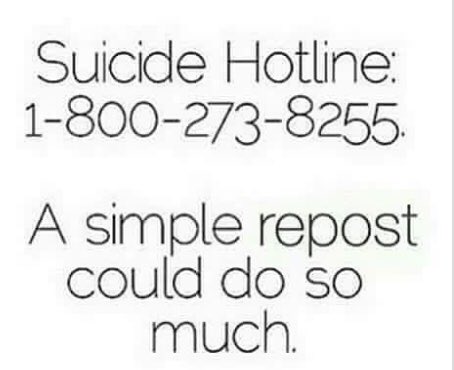 Suicide Hotline:
1-800-273-8255.
A simple repost
could do so
much.